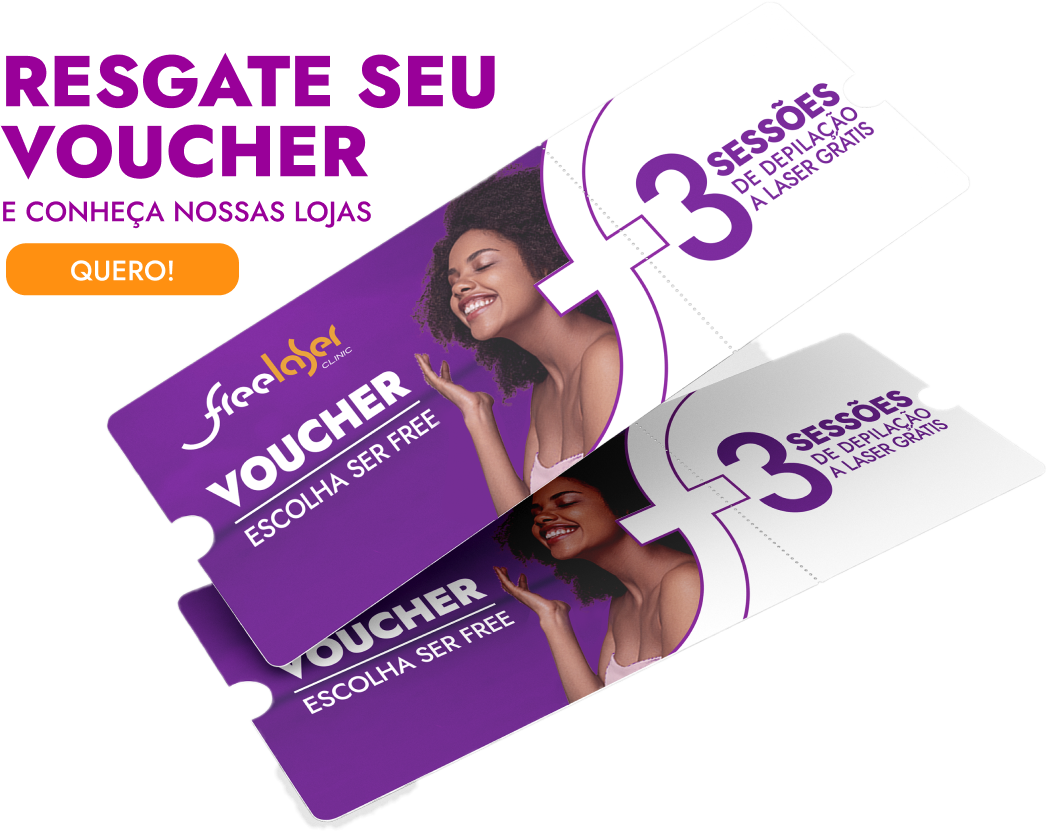 RESGATE SEU
VOUCHER
E CONHEÇA NOSSAS LOJAS
QUERO!
freelaser
CLINIC
VOUCHER
ESCOLHA SER FREE
3 SESSÕES
DE DEPILAÇÃO
A LASER GRÁTIS
VOUCHER
ESCOLHA SER FREE
3 SESSÕES
DE DEPILAÇÃO
A LASER GRÁTIS